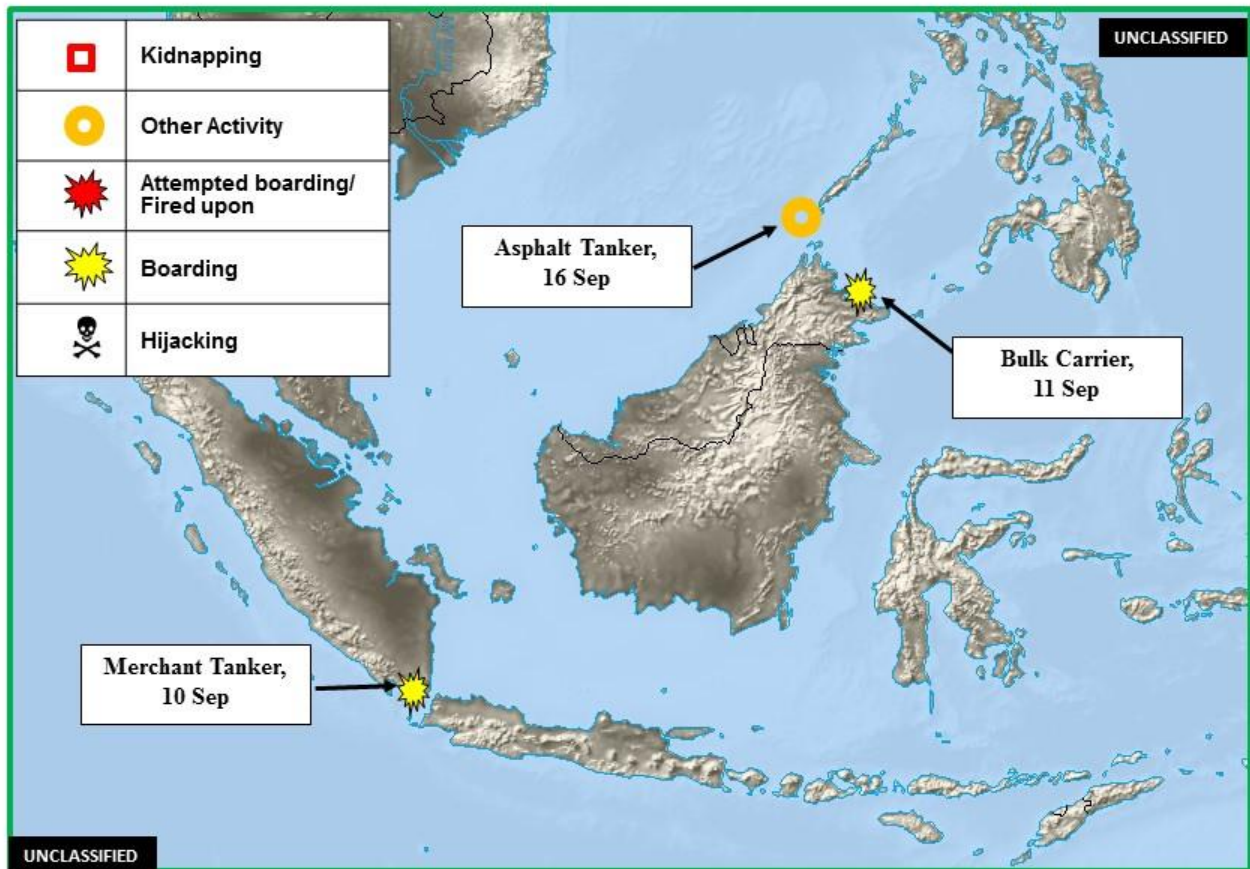 UNCLASSIFIED
Kidnapping
Other Activity
Attempted boarding/
Fired upon
Boarding
Hijacking
Asphalt Tanker,
16 Sep
Bulk Carrier,
11 Sep
Merchant Tanker,
10 Sep
UNCLASSIFIED